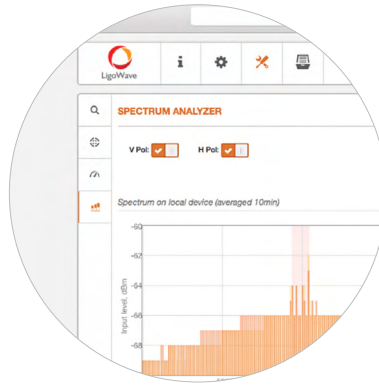 LigoWave
SPECTRUM ANALYZER
V Pol:
H Pol:
Spectrum on local device (averaged 10min)
Input level, dBm
-60
-62
-64
-66
-68